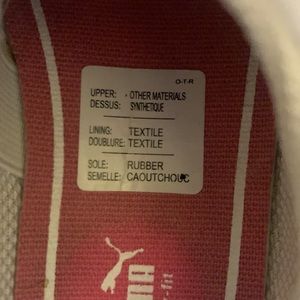 O-T-R
UPPER: - OTHER MATERIALS
DESSUS: SYNTHETIQUE
LINING: TEXTILE
DOUBLURE: TEXTILE
SOLE: RUBBER
SEMELLE: CAOUTCHOUC